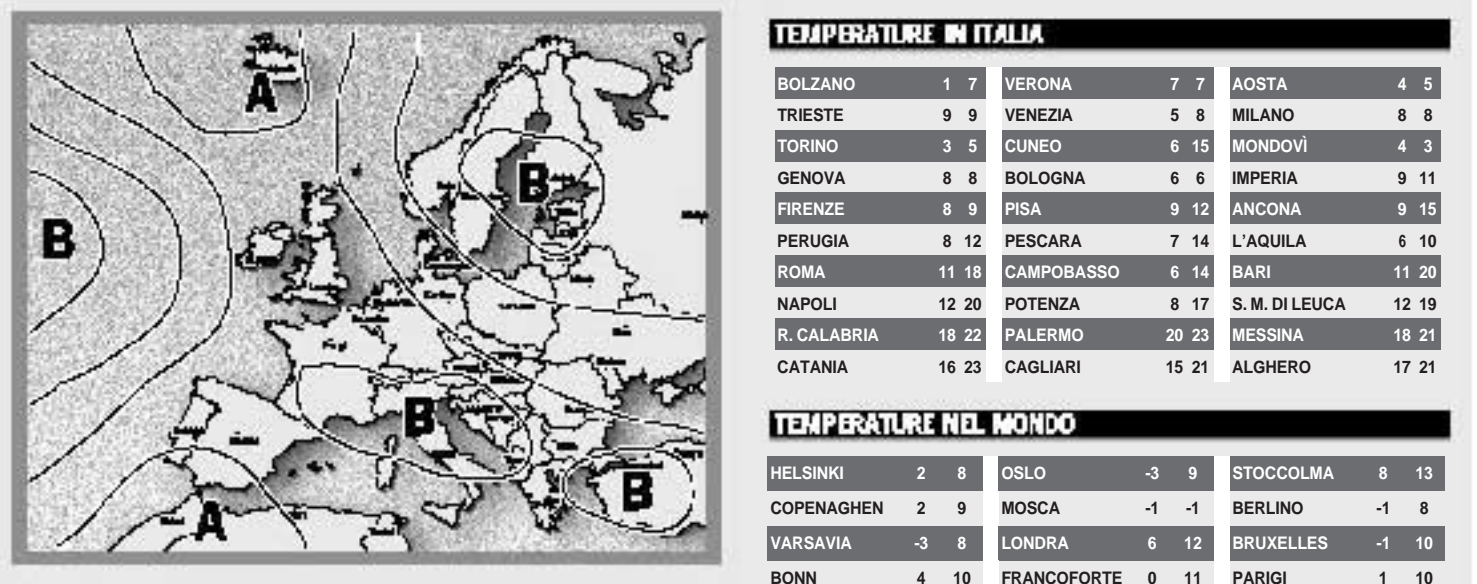 A
B
B
B
B
A
TEMPERATURE IN ITALIA
BOLZANO 1 7 VERONA 7 7 AOSTA 4 5
TRIESTE 9 9 VENEZIA 5 8 MILANO 8 8
TORINO 3 5 CUNEO 6 15 MONDOVÌ 4 3
GENOVA 8 8 BOLOGNA 6 6 IMPERIA 9 11
FIRENZE 8 9 PISA 9 12 ANCONA 9 15
PERUGIA 8 12 PESCARA 7 14 L'AQUILA 6 10
ROMA 11 18 CAMPOBASSO 6 14 BARI 11 20
NAPOLI 12 20 POTENZA 8 17 S. M. DI LEUCA 12 19
R. CALABRIA 18 22 PALERMO 20 23 MESSINA 18 21
CATANIA 16 23 CAGLIARI 15 21 ALGHERO 17 21
TEMPERATURE NEL MONDO
HELSINKI 2 8 OSLO -3 9 STOCCOLMA 8 13
COPENAGHEN 2 9 MOSCA -1 -1 BERLINO -1 8
VARSAVIA -3 8 LONDRA 6 12 BRUXELLES -1 10
BONN 4 10 FRANCOFORTE 0 11 PARIGI 1 10